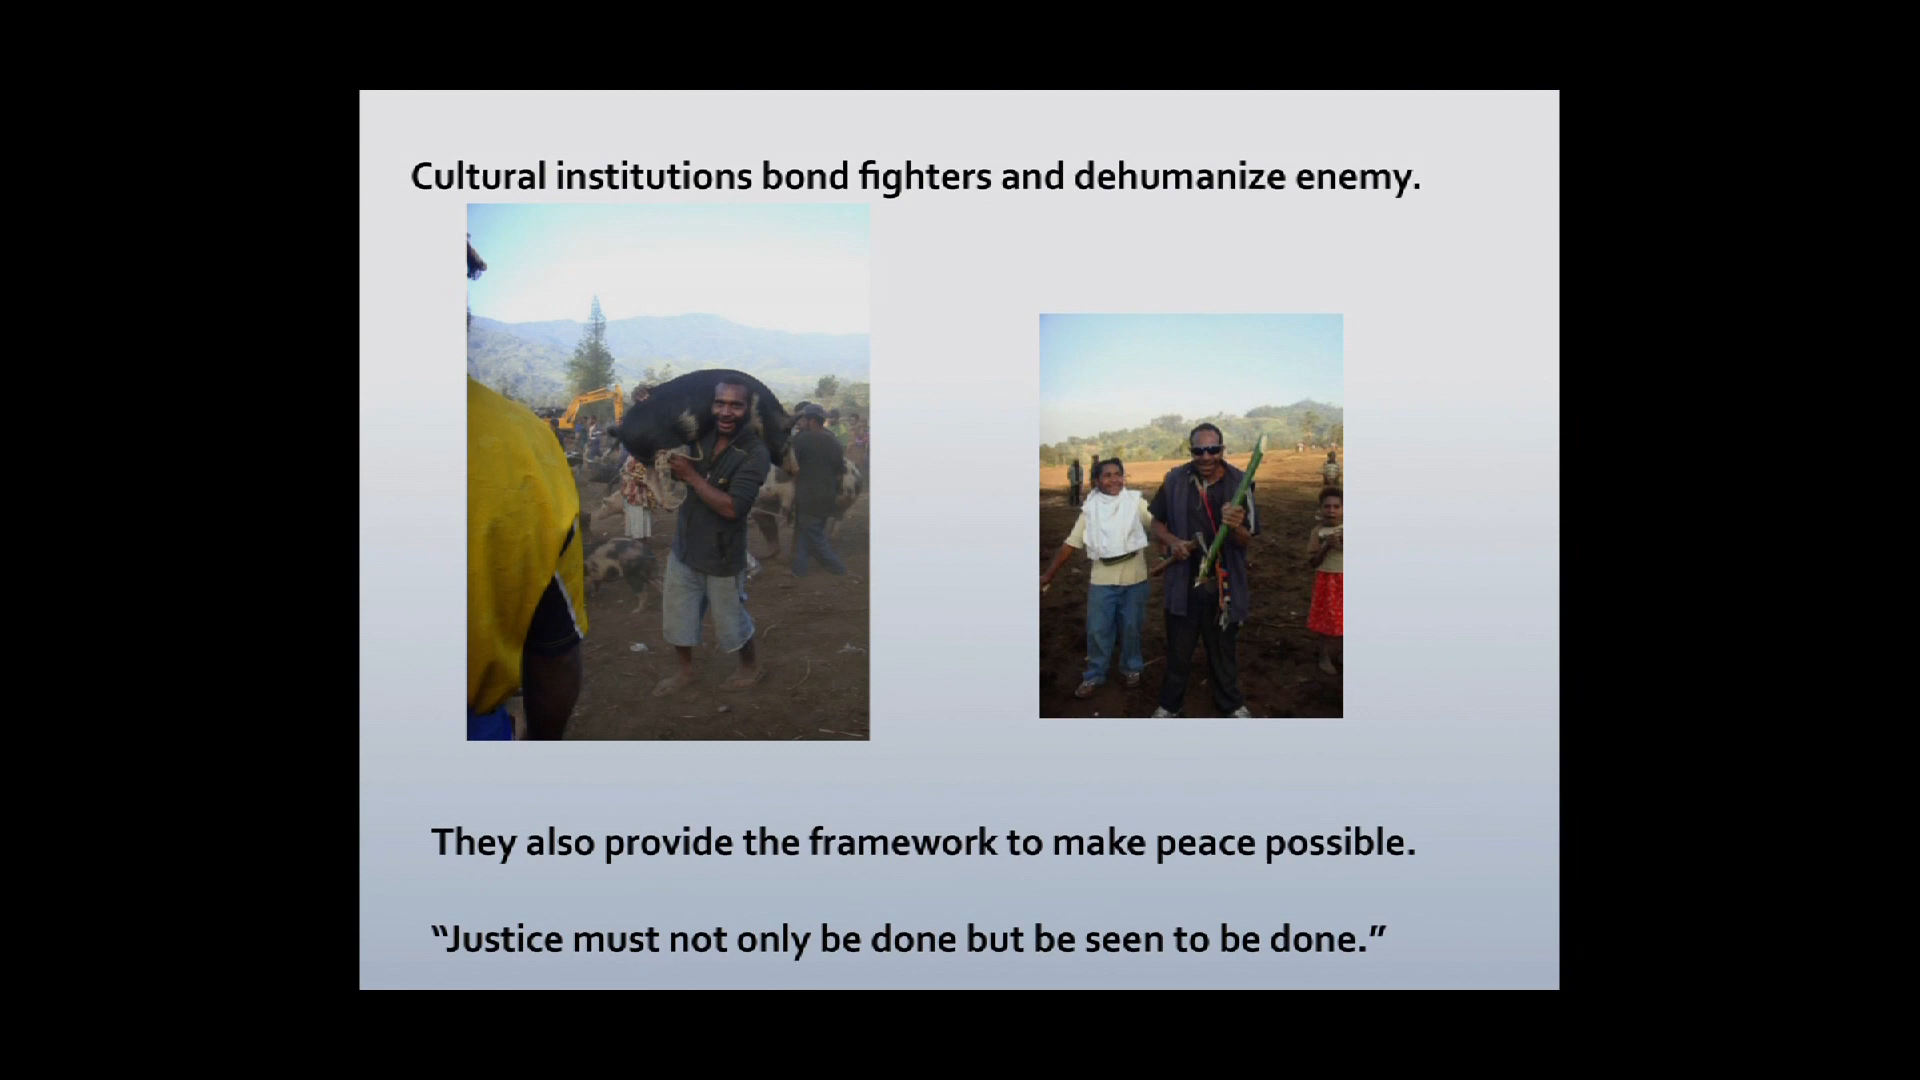 Cultural institutions bond fighters and dehumanize enemy.
They also provide the framework to make peace possible.
“Justice must not only be done but be seen to be done.”